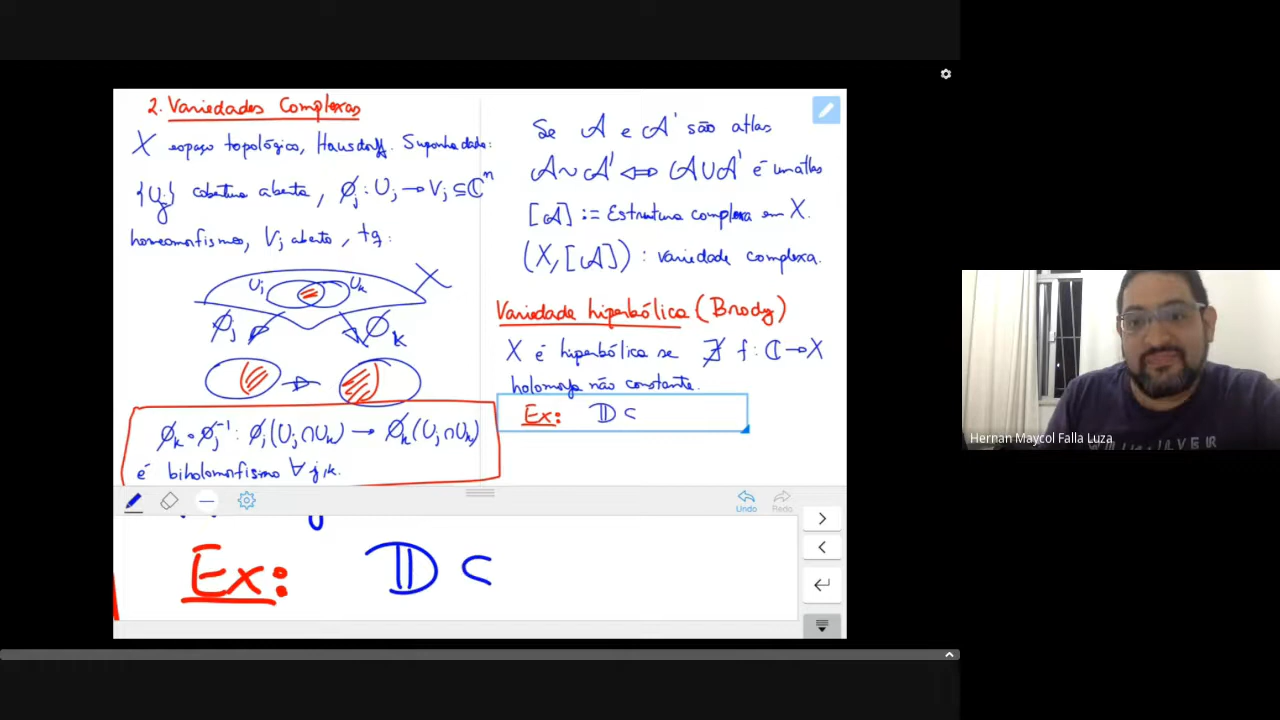 2. Variedades Complexas
X espaço topológico, Hausdorff. Suponha dado:
{Uj} cobertura aberta, ϕj : Uj → Vj ⊆ ℂⁿ
homeomorfismo, Vj aberto, tq:
Uj Uk X
ϕj ϕk
ϕk ∘ ϕj⁻¹ : ϕj(Uj ∩ Uk) → ϕk(Uj ∩ Uk)
é biholomorfismo ∀ j,k.
Se A e A' são atlas
A ~ A' ⇔ A ∪ A' é um atlas
[A] := Estrutura complexa em X.
(X, [A]) : variedade complexa.
Variedade hiperbólica (Brody)
X é hiperbólica se ∄ f : ℂ → X
holomorfa não constante.
Ex: 𝔻 ⊂
Undo Redo
Ex: 𝔻 ⊂
Hernan Maycol Falla Luza